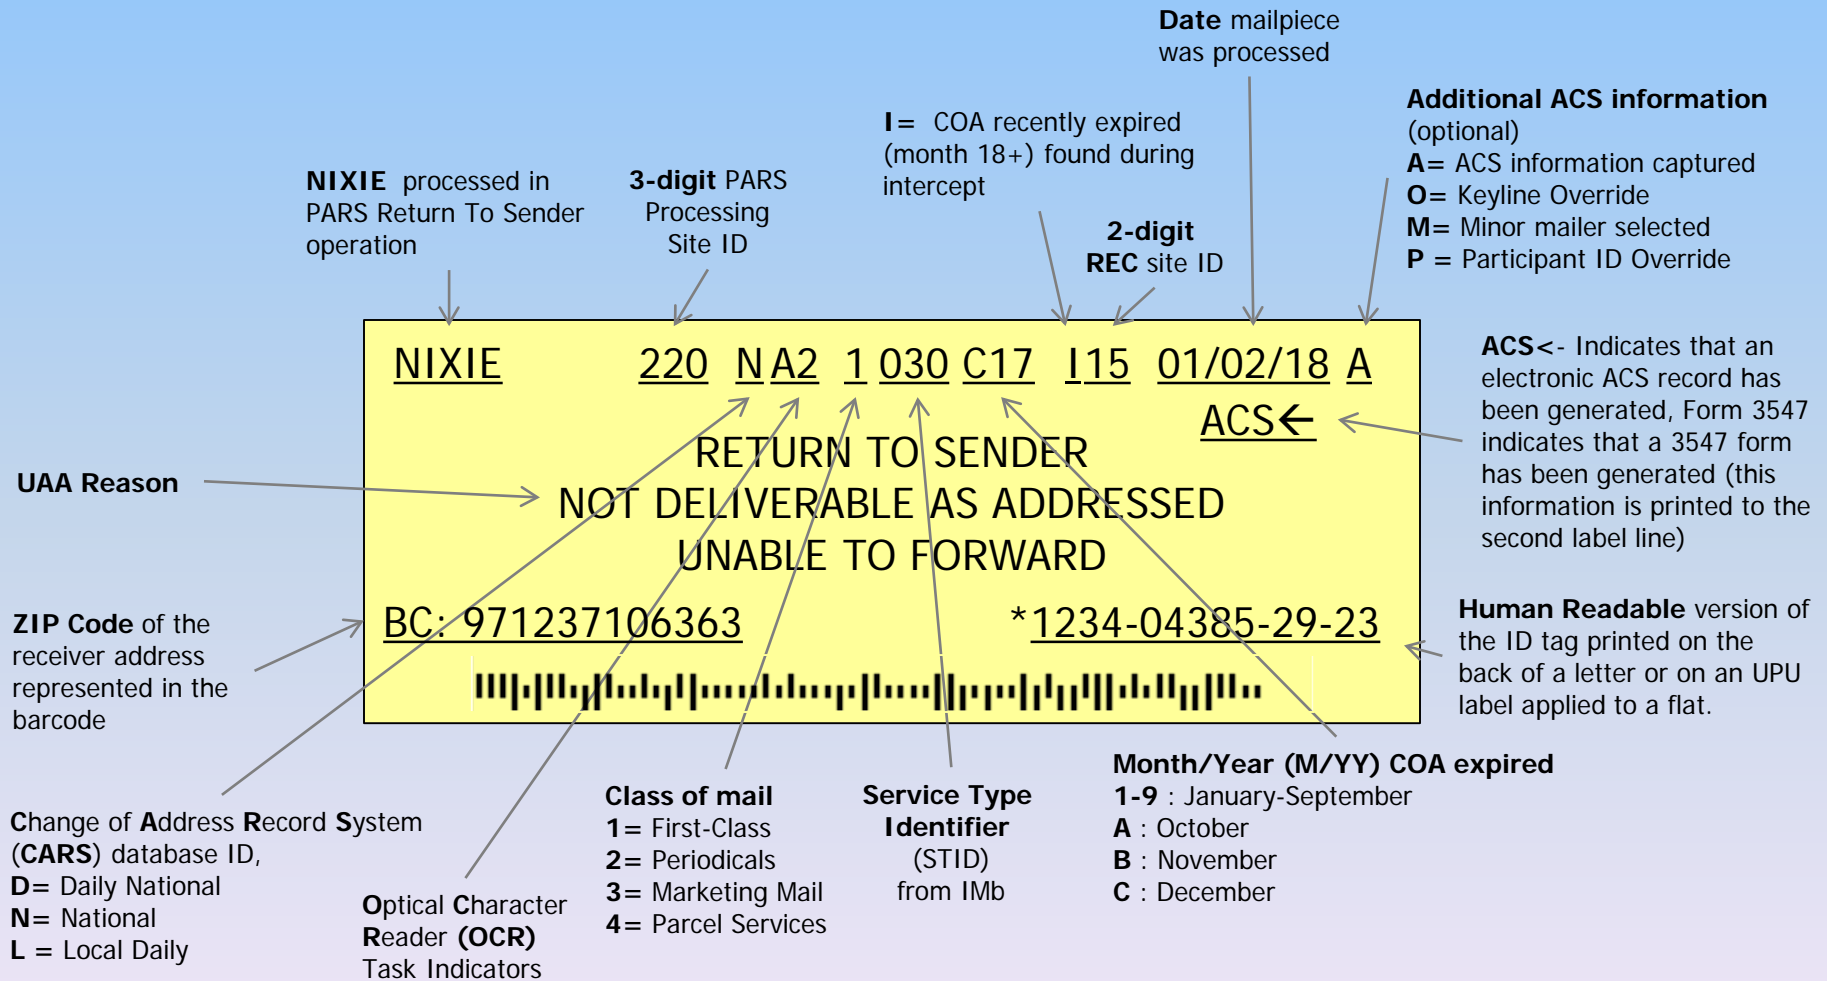 Date mailpiece
was processed
Additional ACS information
(optional)
A= ACS information captured
O= Keyline Override
M= Minor mailer selected
P = Participant ID Override
I= COA recently expired
(month 18+) found during
intercept
NIXIE processed in
PARS Return To Sender
operation
3-digit PARS
Processing
Site ID
2-digit
REC site ID
NIXIE 220 N A2 1 030 C17 I15 01/02/18 A
ACS←
RETURN TO SENDER
NOT DELIVERABLE AS ADDRESSED
UNABLE TO FORWARD
BC: 971237106363 *1234-04385-29-23
ACS<- Indicates that an
electronic ACS record has
been generated, Form 3547
indicates that a 3547 form
has been generated (this
information is printed to the
second label line)
UAA Reason
ZIP Code of the
receiver address
represented in the
barcode
Human Readable version of
the ID tag printed on the
back of a letter or on an UPU
label applied to a flat.
Change of Address Record System
(CARS) database ID,
D= Daily National
N= National
L = Local Daily
Optical Character
Reader (OCR)
Task Indicators
Class of mail
1= First-Class
2= Periodicals
3= Marketing Mail
4= Parcel Services
Service Type
Identifier
(STID)
from IMb
Month/Year (M/YY) COA expired
1-9 : January-September
A : October
B : November
C : December